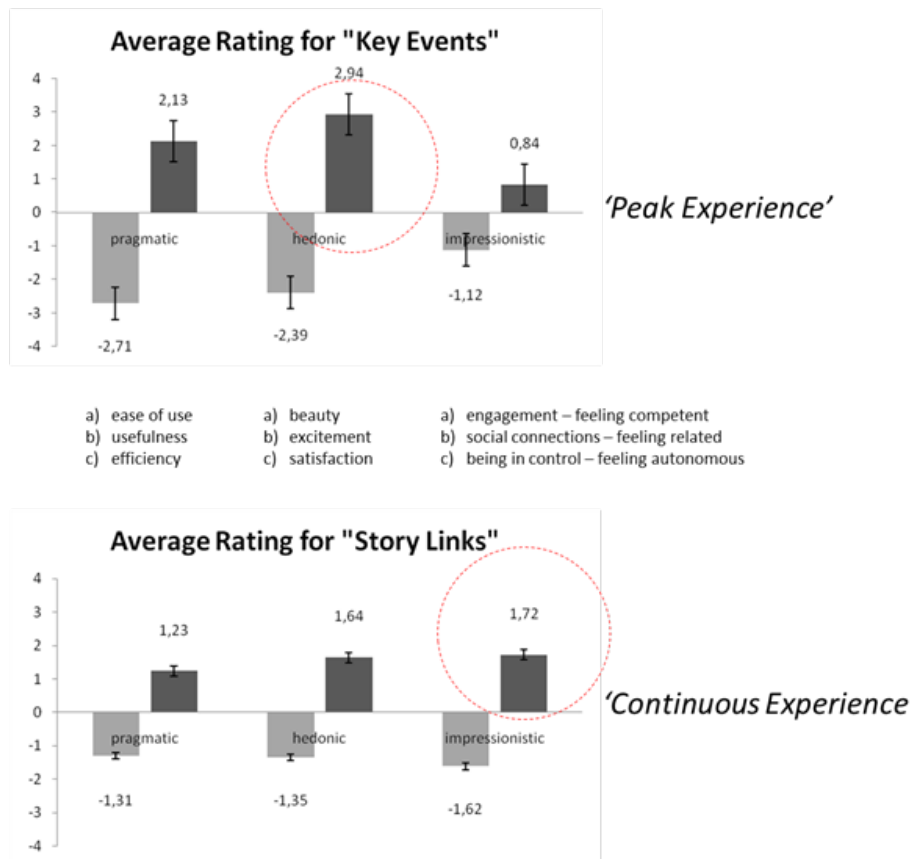 Average Rating for "Key Events"
4
3
2
1
0
-1
-2
-3
-4
2,13
2,94
0,84
pragmatic
hedonic
impressionistic
-2,71
-2,39
-1,12
‘Peak Experience’
a) ease of use
b) usefulness
c) efficiency
a) beauty
b) excitement
c) satisfaction
a) engagement – feeling competent
b) social connections – feeling related
c) being in control – feeling autonomous
Average Rating for "Story Links"
4
3
2
1
0
-1
-2
-3
-4
1,23
1,64
1,72
pragmatic
hedonic
impressionistic
-1,31
-1,35
-1,62
‘Continuous Experience